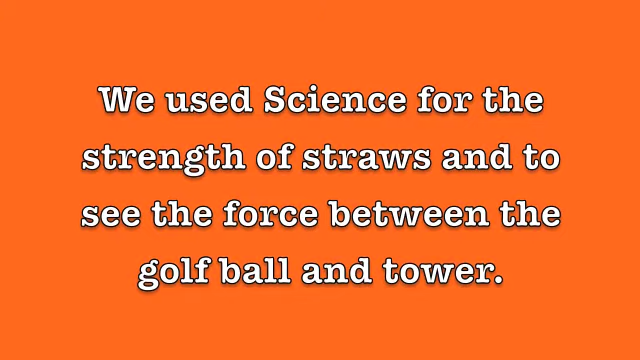 We used Science for the
strength of straws and to
see the force between the
golf ball and tower.